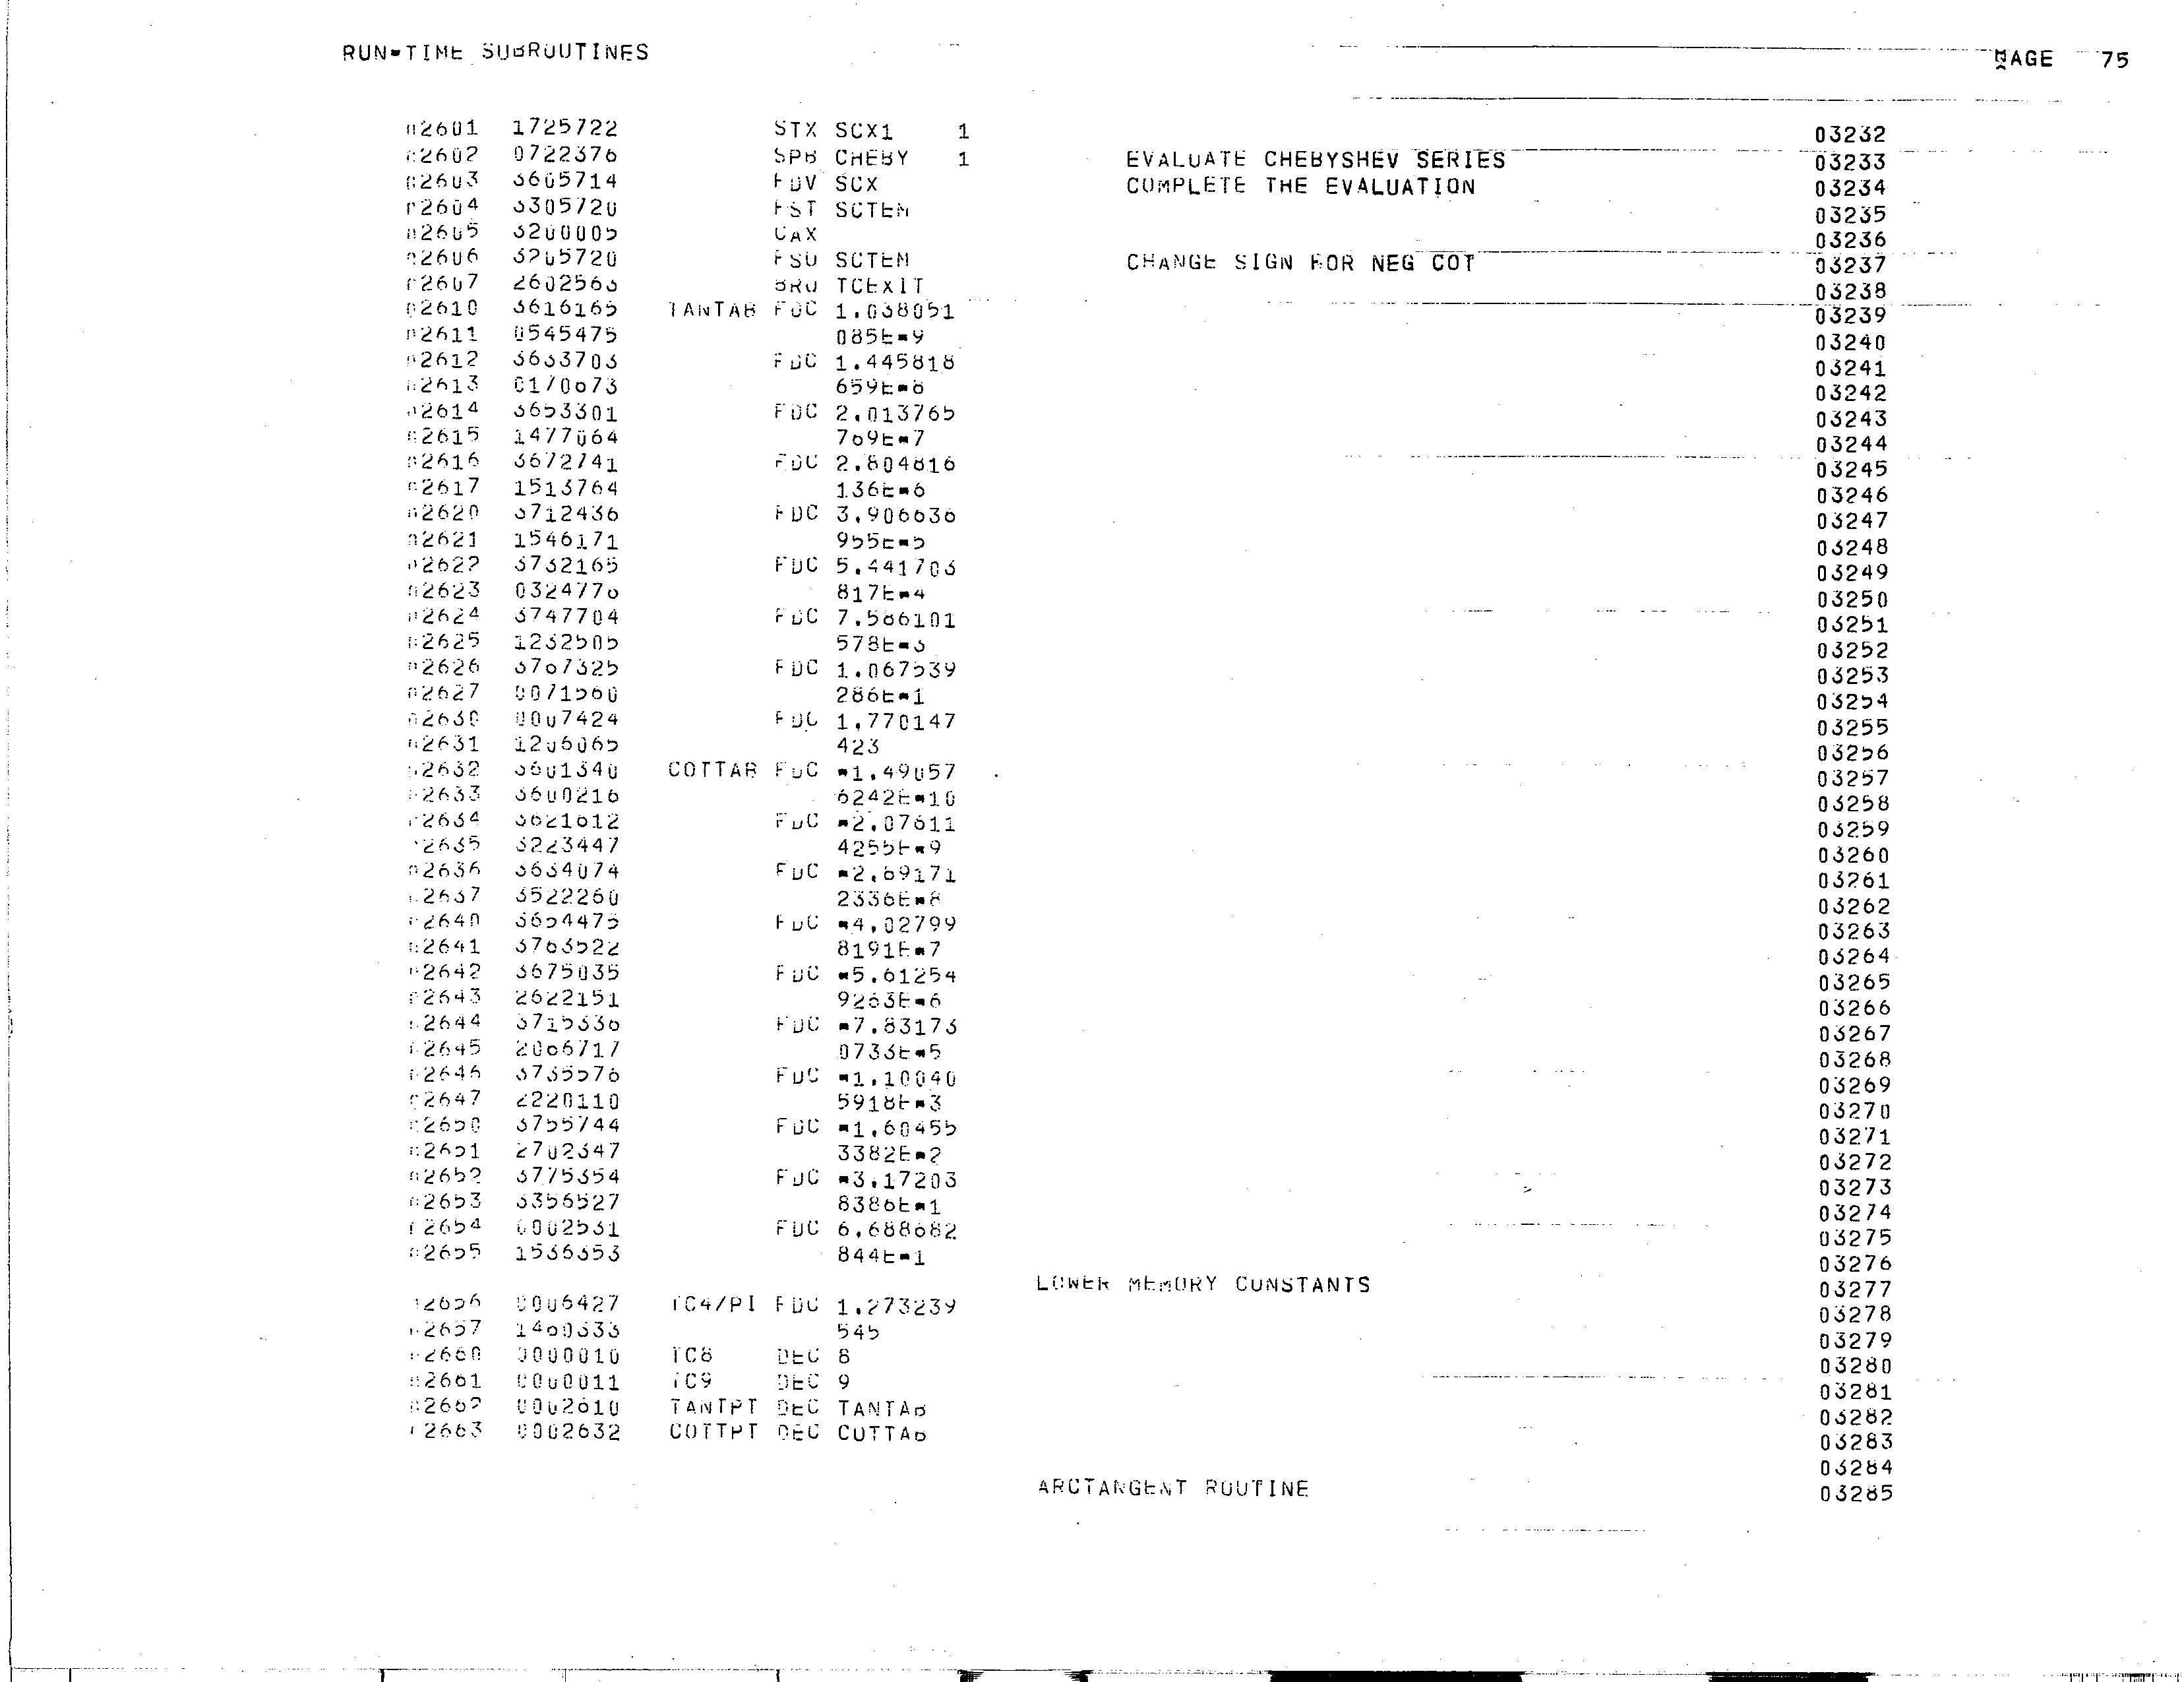 RUN-TIME SUBROUTINES PAGE 75
02601 1725722 STX SCX1 1 03232
02602 0722376 SPB CHEBY 1 EVALUATE CHEBYSHEV SERIES 03233
02603 3605714 FDV SCX COMPLETE THE EVALUATION 03234
02604 3305720 FST SCTEM 03235
02605 3200005 CAX 03236
02606 3205720 FSU SCTEM CHANGE SIGN FOR NEG COT 03237
02607 2602563 BRU TCEXIT 03238
02610 3616165 TANTAB FDC 1.038051 03239
02611 0545475 085E-9 03240
02612 3633703 FDC 1.445818 03241
02613 0170673 659E-8 03242
02614 3653301 FDC 2.013765 03243
02615 1477064 769E-7 03244
02616 3672741 FDC 2.804816 03245
02617 1513764 136E-6 03246
02620 3712436 FDC 3.906636 03247
02621 1546171 955E-5 03248
02622 3732165 FDC 5.441703 03249
02623 0324776 817E-4 03250
02624 3747704 FDC 7.586101 03251
02625 1232505 578E-3 03252
02626 3767325 FDC 1.067539 03253
02627 0071560 286E-1 03254
02630 0007424 FDC 1.770147 03255
02631 1206065 423 03256
02632 3601340 COTTAB FDC -1.49057 03257
02633 3600216 6242E-10 03258
02634 3621612 FDC -2.07611 03259
02635 3223447 4255E-9 03260
02636 3634074 FDC -2.89171 03261
02637 3522260 2336E-8 03262
02640 3654475 FDC -4.02799 03263
02641 3763522 8191E-7 03264
02642 3675035 FDC -5.61254 03265
02643 2622151 9263E-6 03266
02644 3715336 FDC -7.83173 03267
02645 2006717 0733E-5 03268
02646 3735576 FDC -1.10040 03269
02647 2220110 5918E-3 03270
02650 3755744 FDC -1.60455 03271
02651 2702347 3382E-2 03272
02652 3775354 FDC -3.17203 03273
02653 3356527 8386E-1 03274
02654 0002531 FDC 6.688682 03275
02655 1536353 844E-1 03276
LOWER MEMORY CONSTANTS 03277
02656 0006427 TC4/PI FDC 1.273239 03278
02657 1460333 545 03279
02660 0000010 TC8 DEC 8 03280
02661 0000011 TC9 DEC 9 03281
02662 0002610 TANTPT DEC TANTAB 03282
02663 0002632 COTTPT DEC COTTAB 03283
03284
ARCTANGENT ROUTINE 03285